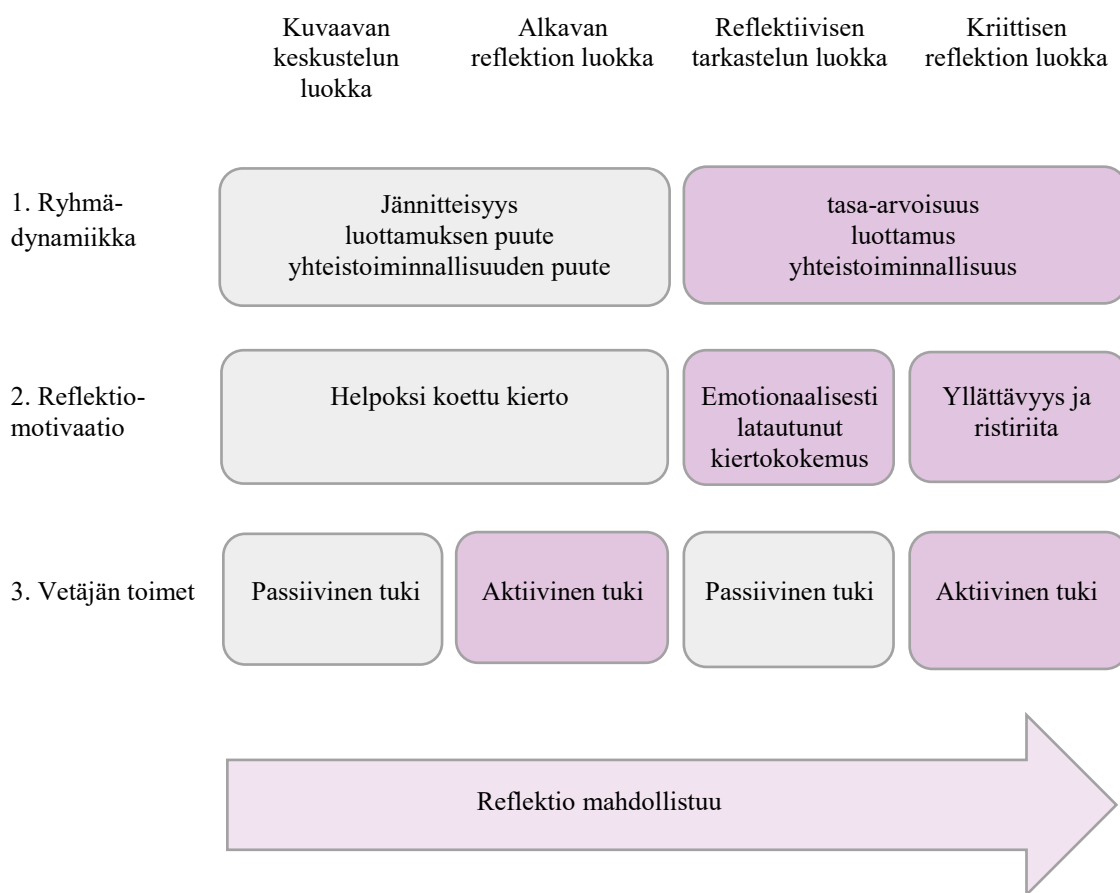 Kuvaavan
keskustelun
luokka
Alkavan
reflektion luokka
Reflektiivisen
tarkastelun luokka
Kriittisen
reflektion luokka
1. Ryhmä-
dynamiikka
Jännitteisyys
luottamuksen puute
yhteistoiminnallisuuden puute
tasa-arvoisuus
luottamus
yhteistoiminnallisuus
2. Reflektio-
motivaatio
Helpoksi koettu kierto
Emotionaalisesti
latautunut
kiertokokemus
Yllättävyys ja
ristiriita
3. Vetäjän toimet
Passiivinen tuki
Aktiivinen tuki
Passiivinen tuki
Aktiivinen tuki
Reflektio mahdollistuu